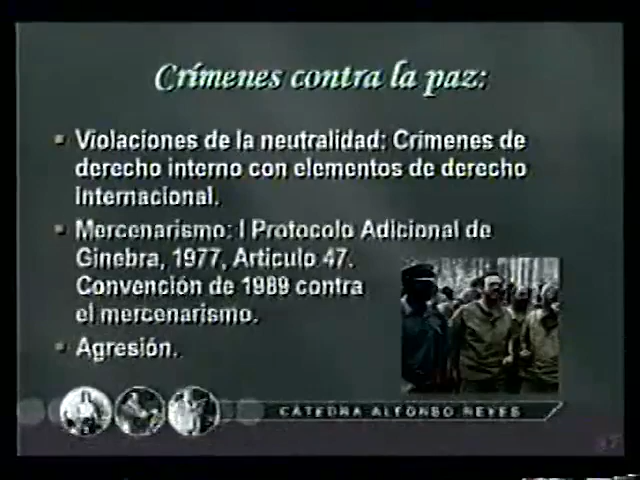 Crímenes contra la paz:
Violaciones de la neutralidad: Crímenes de
derecho interno con elementos de derecho
internacional.
Mercenarismo: I Protocolo Adicional de
Ginebra, 1977, Artículo 47.
Convención de 1989 contra
el mercenarismo.
Agresión.
CÁTEDRA ALFONSO REYES